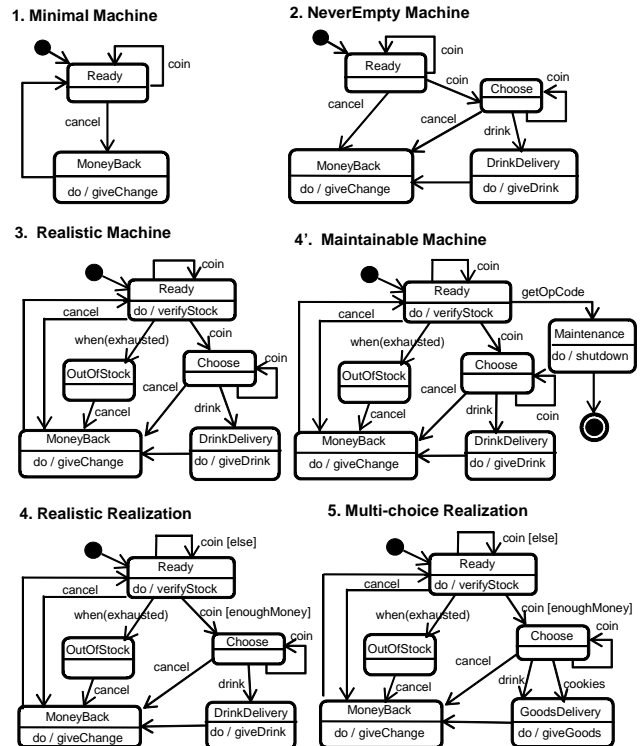 1. Minimal Machine
Ready
coin
cancel
MoneyBack
do / giveChange
2. NeverEmpty Machine
Ready
coin
coin
Choose
coin
cancel
cancel
drink
MoneyBack
do / giveChange
DrinkDelivery
do / giveDrink
3. Realistic Machine
coin
Ready
do / verifyStock
cancel
when(exhausted)
coin
OutOfStock
Choose
coin
cancel
cancel
drink
MoneyBack
do / giveChange
DrinkDelivery
do / giveDrink
4'. Maintainable Machine
coin
Ready
do / verifyStock
getOpCode
cancel
when(exhausted)
coin
Maintenance
do / shutdown
OutOfStock
Choose
cancel
cancel
drink
coin
MoneyBack
do / giveChange
DrinkDelivery
do / giveDrink
4. Realistic Realization
coin [else]
Ready
do / verifyStock
cancel
when(exhausted)
coin [enoughMoney]
OutOfStock
Choose
coin
cancel
cancel
drink
MoneyBack
do / giveChange
DrinkDelivery
do / giveDrink
5. Multi-choice Realization
coin [else]
Ready
do / verifyStock
cancel
when(exhausted)
coin [enoughMoney]
OutOfStock
Choose
coin
cancel
cancel
drink
cookies
MoneyBack
do / giveChange
GoodsDelivery
do / giveGoods